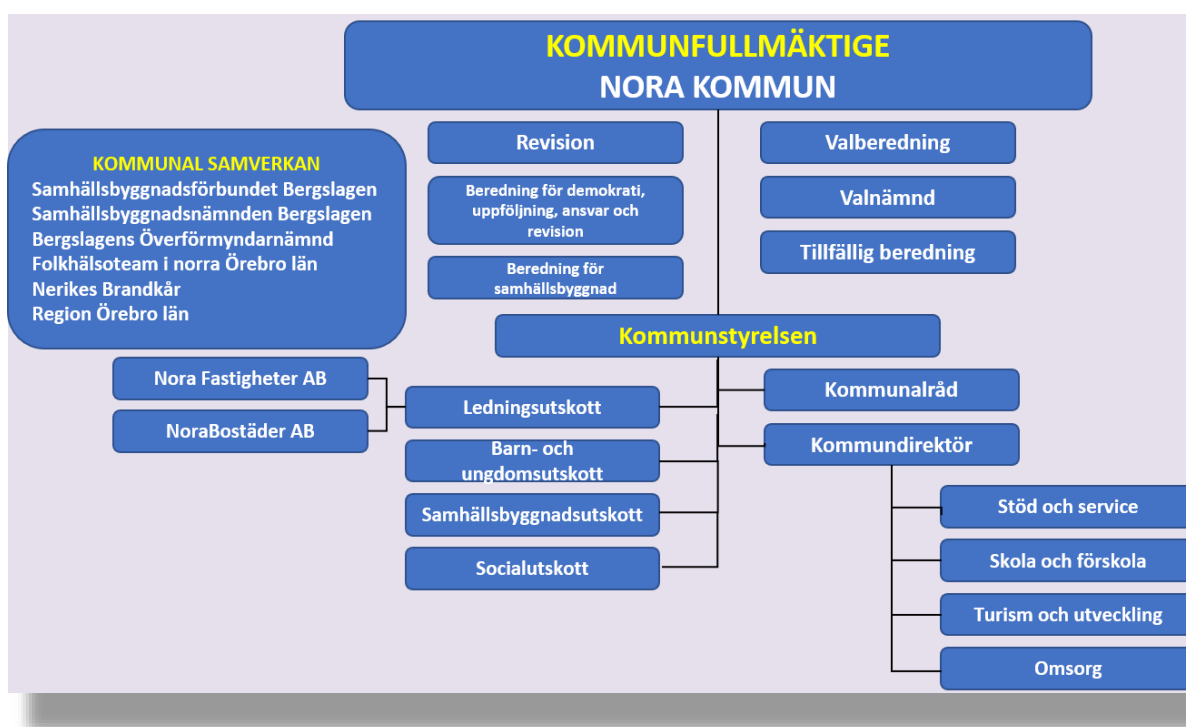 KOMMUNFULLMÄKTIGE
NORA KOMMUN
KOMMUNAL SAMVERKAN
Samhällsbyggnadsförbundet Bergslagen
Samhällsbyggnadsnämnden Bergslagen
Bergslagens Överförmyndarnämnd
Folkhälsoteam i norra Örebro län
Nerikes Brandkår
Region Örebro län
Revision
Beredning för demokrati,
uppföljning, ansvar och
revision
Beredning för
samhällsbyggnad
Valberedning
Valnämnd
Tillfällig beredning
Kommunstyrelsen
Nora Fastigheter AB
NoraBostäder AB
Ledningsutskott
Barn- och
ungdomsutskott
Samhällsbyggnadsutskott
Socialutskott
Kommunalråd
Kommundirektör
Stöd och service
Skola och förskola
Turism och utveckling
Omsorg